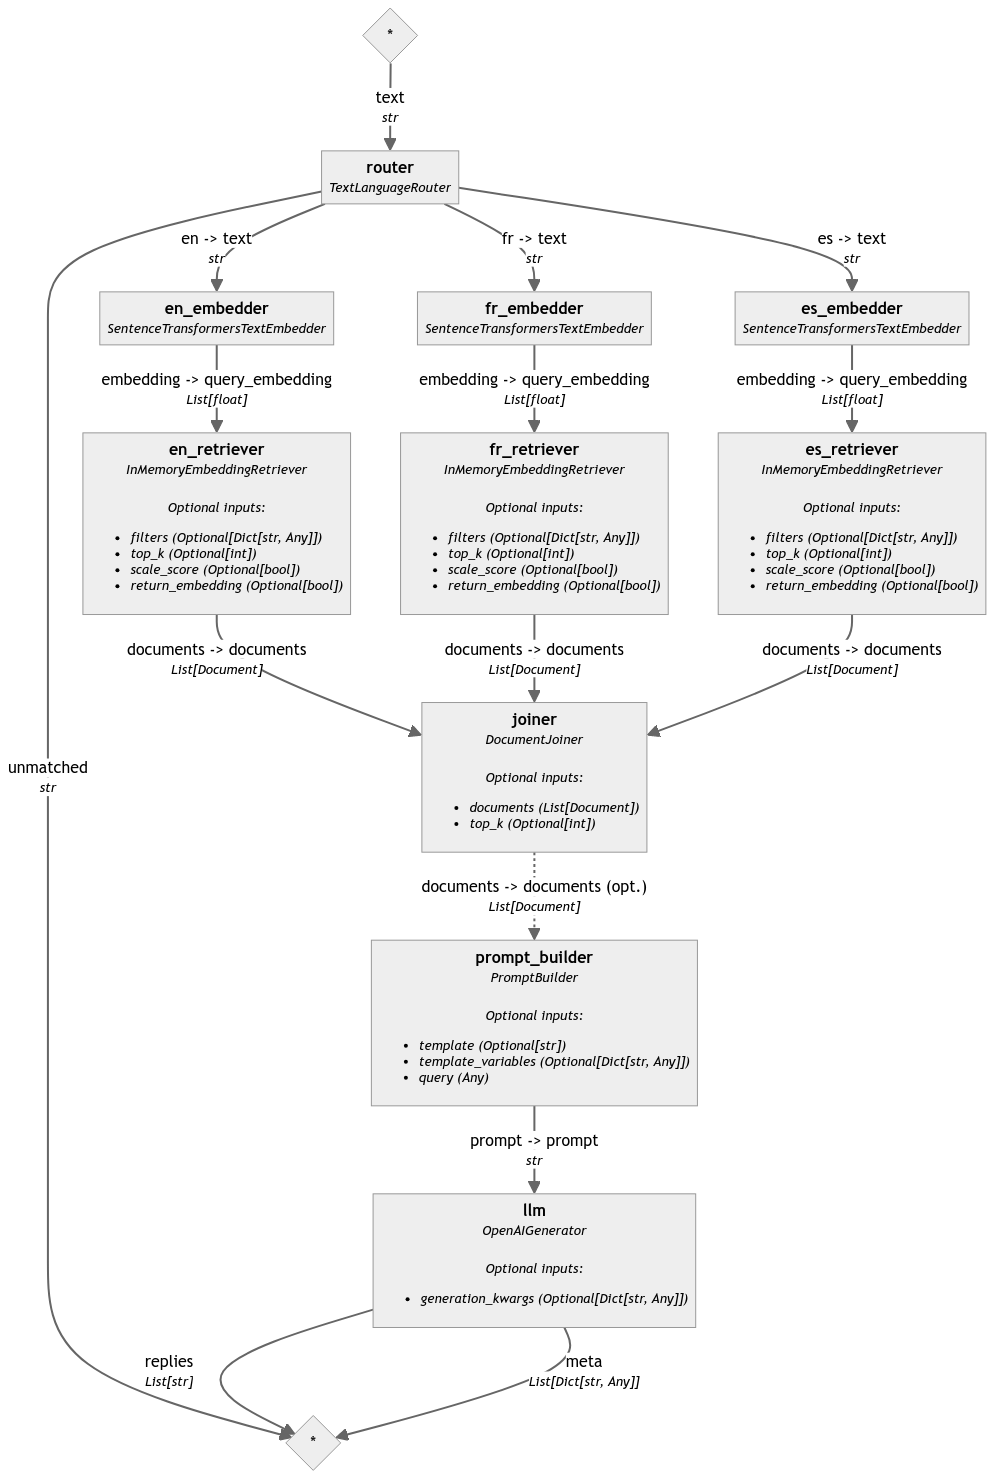 *
text
str
router
TextLanguageRouter
en -> text
str
fr -> text
str
es -> text
str
en_embedder
SentenceTransformersTextEmbedder
fr_embedder
SentenceTransformersTextEmbedder
es_embedder
SentenceTransformersTextEmbedder
embedding -> query_embedding
List[float]
embedding -> query_embedding
List[float]
embedding -> query_embedding
List[float]
en_retriever
InMemoryEmbeddingRetriever
Optional inputs:
• filters (Optional[Dict[str, Any]])
• top_k (Optional[int])
• scale_score (Optional[bool])
• return_embedding (Optional[bool])
fr_retriever
InMemoryEmbeddingRetriever
Optional inputs:
• filters (Optional[Dict[str, Any]])
• top_k (Optional[int])
• scale_score (Optional[bool])
• return_embedding (Optional[bool])
es_retriever
InMemoryEmbeddingRetriever
Optional inputs:
• filters (Optional[Dict[str, Any]])
• top_k (Optional[int])
• scale_score (Optional[bool])
• return_embedding (Optional[bool])
documents -> documents
List[Document]
documents -> documents
List[Document]
documents -> documents
List[Document]
joiner
DocumentJoiner
Optional inputs:
• documents (List[Document])
• top_k (Optional[int])
unmatched
str
documents -> documents (opt.)
List[Document]
prompt_builder
PromptBuilder
Optional inputs:
• template (Optional[str])
• template_variables (Optional[Dict[str, Any]])
• query (Any)
prompt -> prompt
str
llm
OpenAIGenerator
Optional inputs:
• generation_kwargs (Optional[Dict[str, Any]])
replies
List[str]
meta
List[Dict[str, Any]]
*